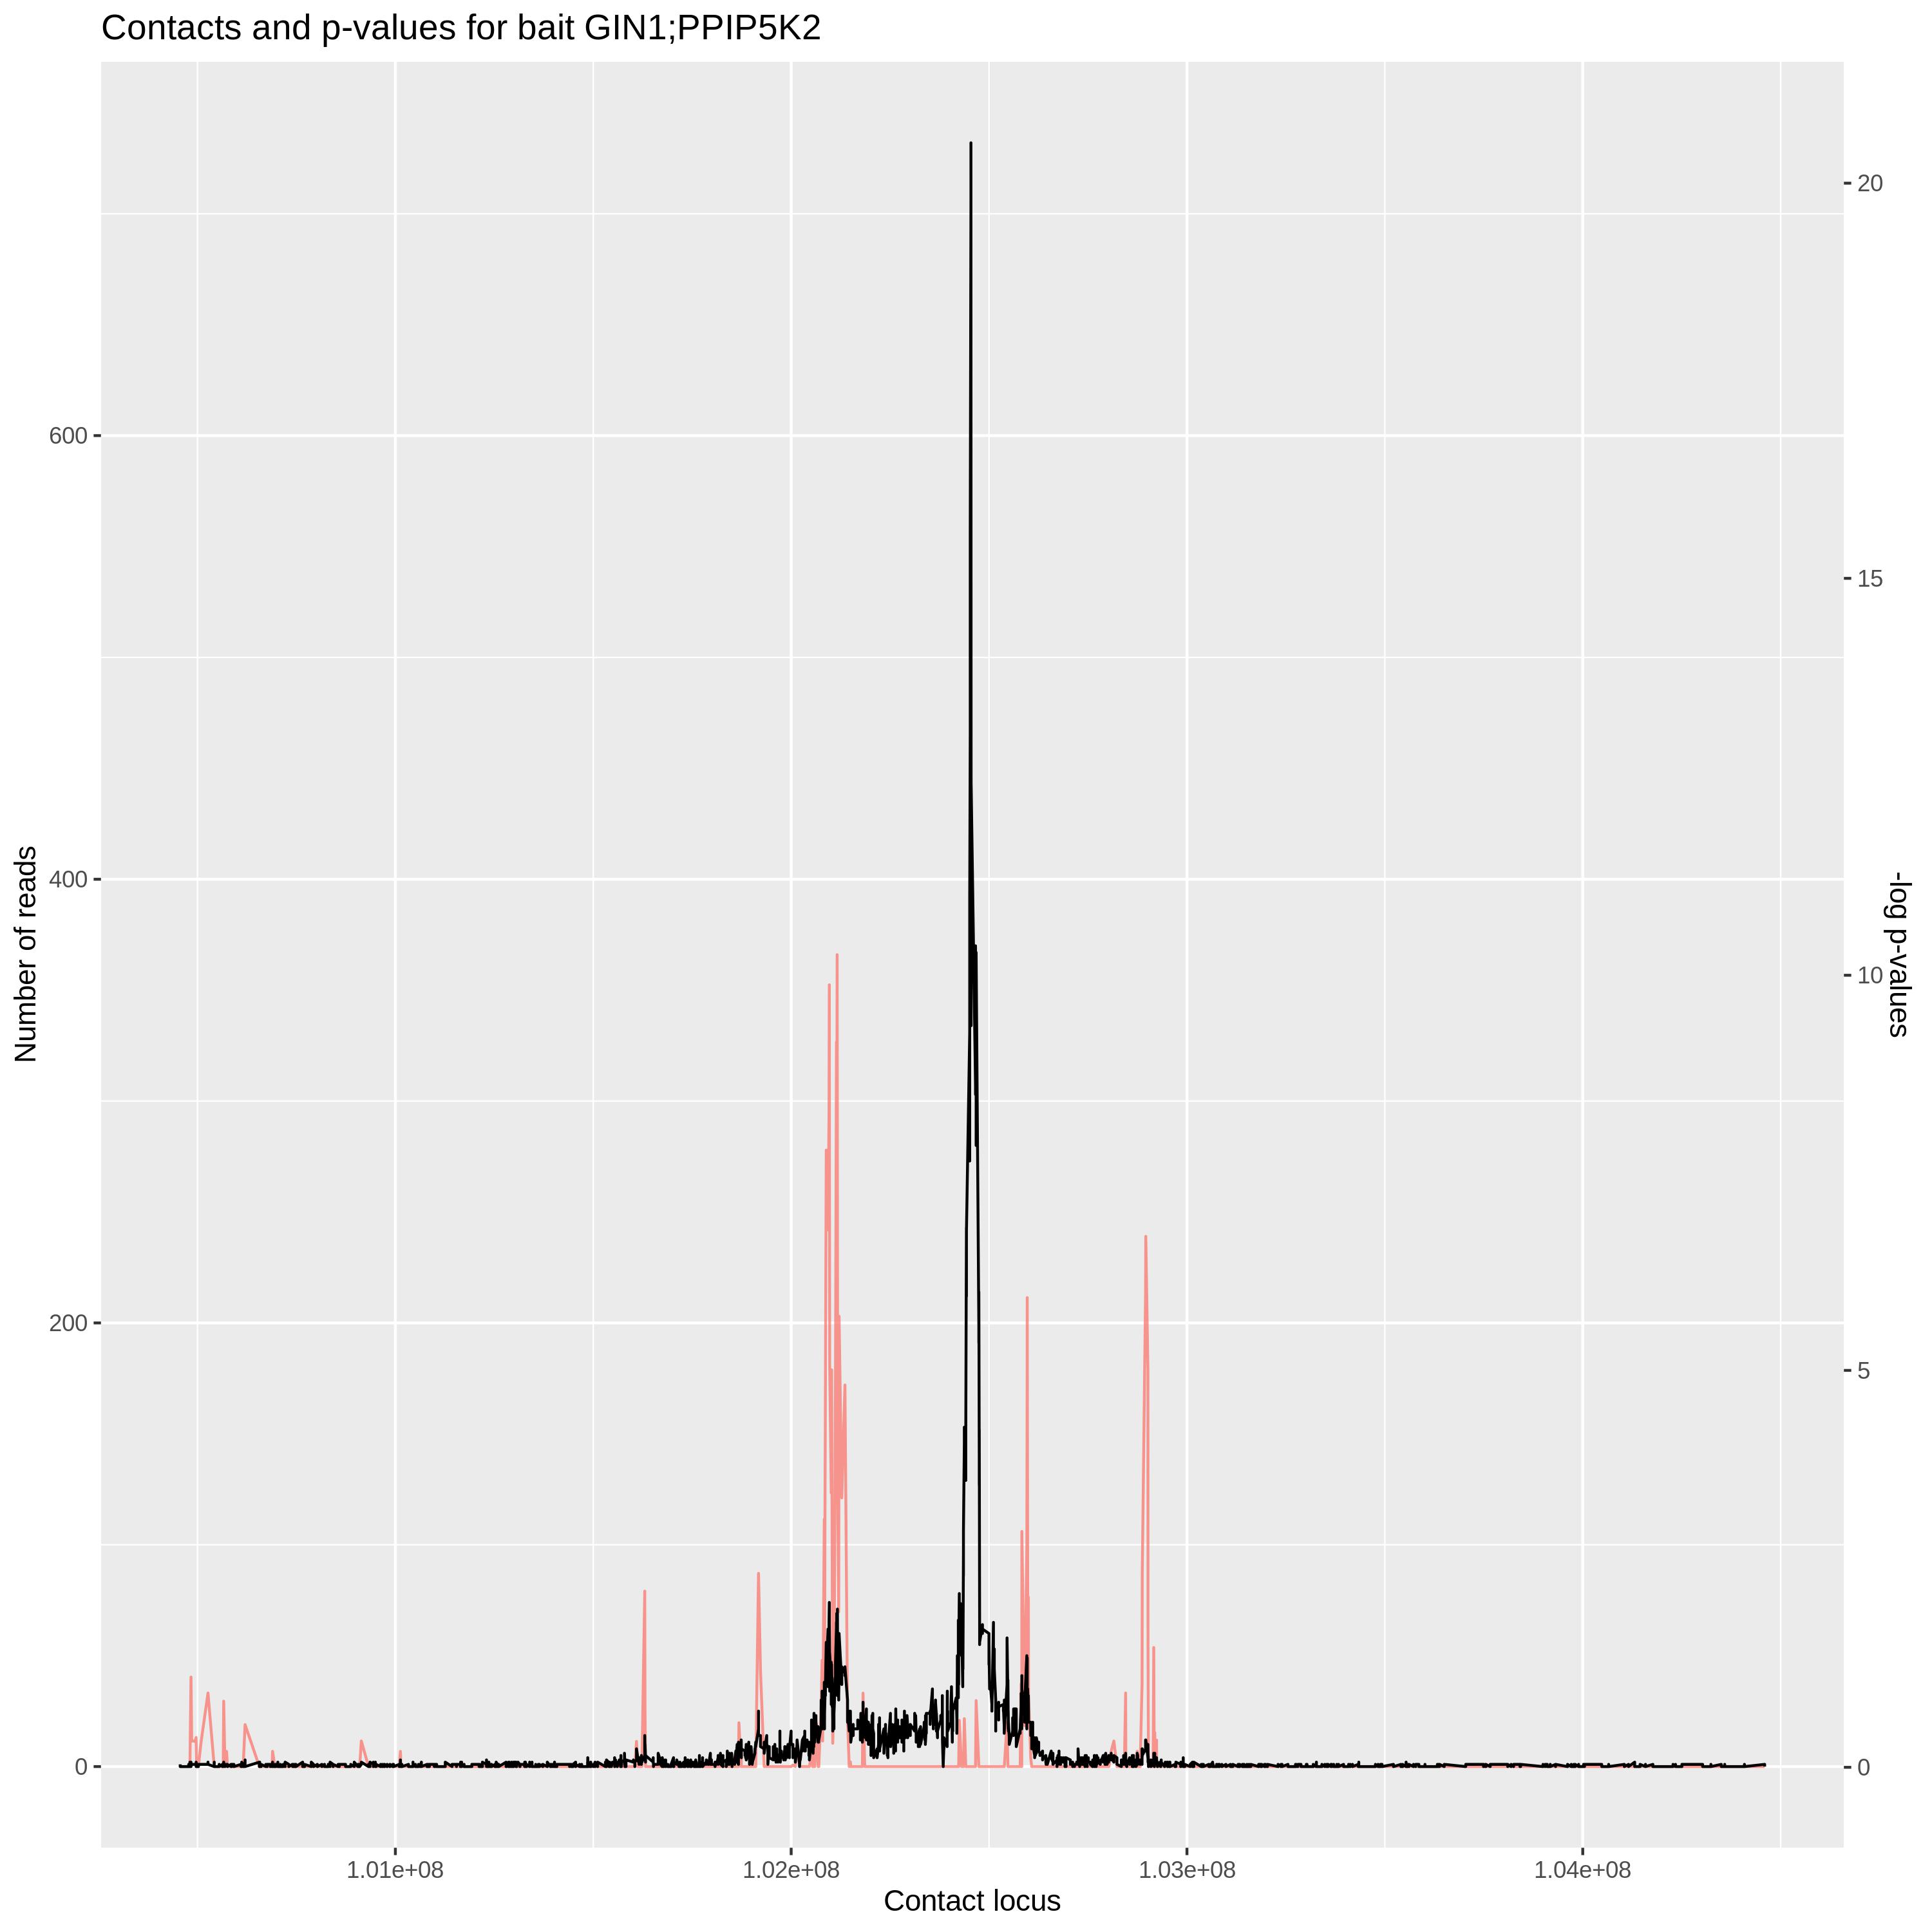 Contacts and p-values for bait GIN1;PPIP5K2
600
400
200
0
Number of reads
20
15
10
5
0
-log p-values
1.01e+08
1.02e+08
1.03e+08
1.04e+08
Contact locus